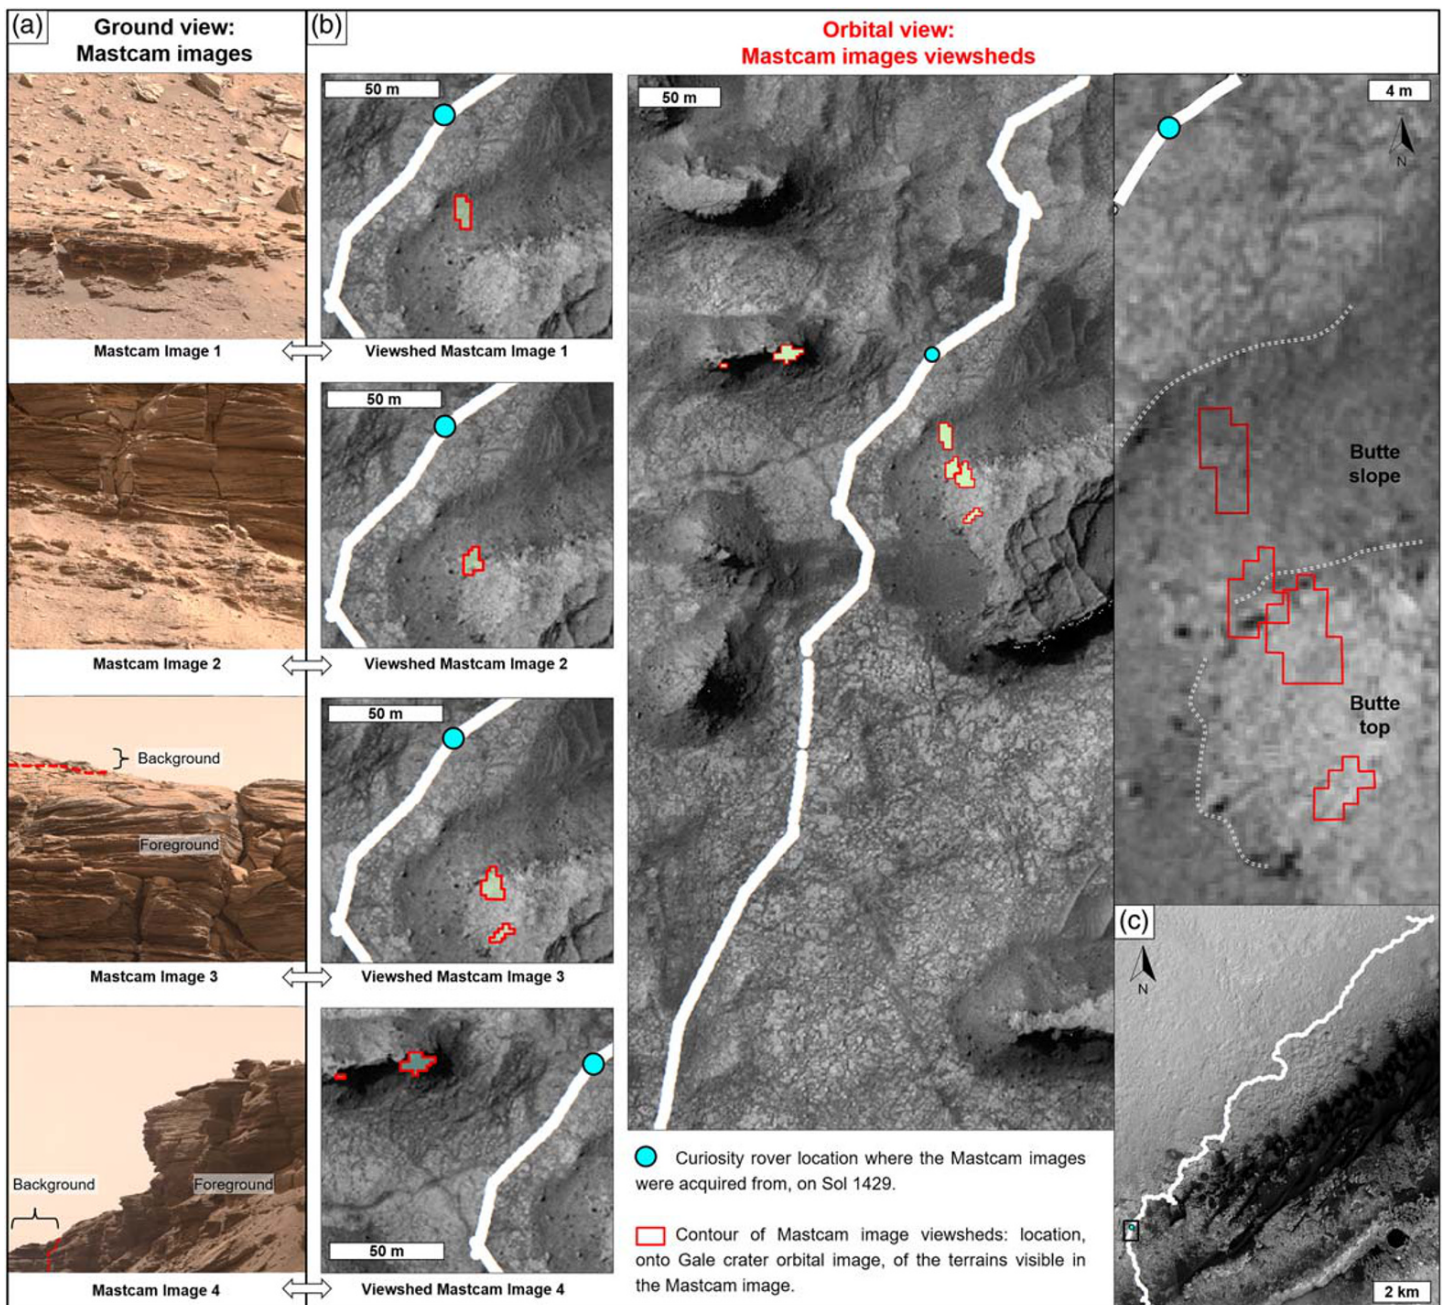 (a)
Ground view:
Mastcam images
(b)
Orbital view:
Mastcam images viewsheds
Mastcam Image 1
50 m
Viewshed Mastcam Image 1
Mastcam Image 2
50 m
Viewshed Mastcam Image 2
Background
Foreground
Mastcam Image 3
50 m
Viewshed Mastcam Image 3
Background
Foreground
Mastcam Image 4
50 m
Viewshed Mastcam Image 4
50 m
Curiosity rover location where the Mastcam images
were acquired from, on Sol 1429.
Contour of Mastcam image viewsheds: location,
onto Gale crater orbital image, of the terrains visible in
the Mastcam image.
4 m
N
Butte
slope
Butte
top
(c)
N
2 km